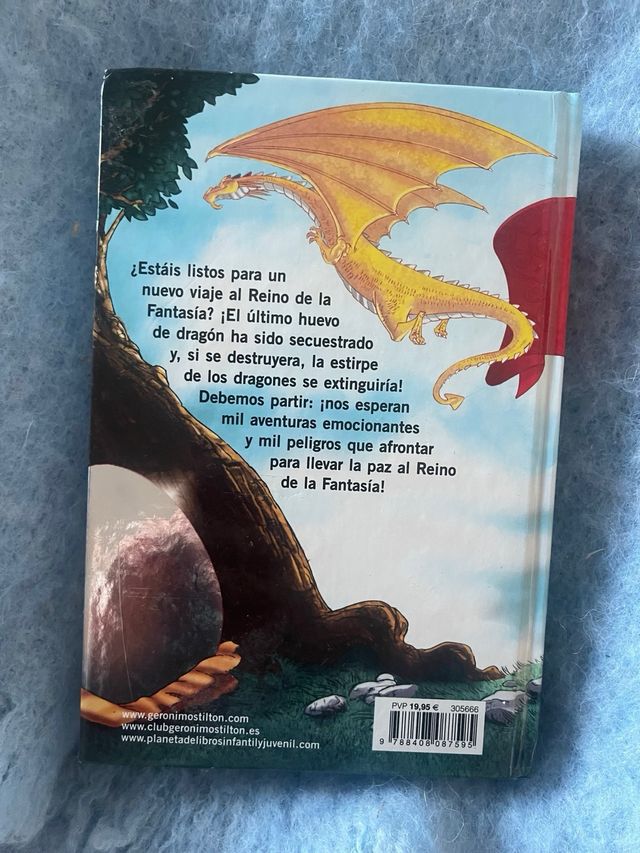 ¿Estáis listos para un
nuevo viaje al Reino de la
Fantasía? ¡El último huevo
de dragón ha sido secuestrado
y, si se destruyera, la estirpe
de los dragones se extinguiría!
Debemos partir: ¡nos esperan
mil aventuras emocionantes
y mil peligros que afrontar
para llevar la paz al Reino
de la Fantasía!
www.geronimostilton.com
www.clubgeronimostilton.es
www.planetadelibrosinfantilyjuvenil.com
PVP 19,95 € 305666
9 788408 087595